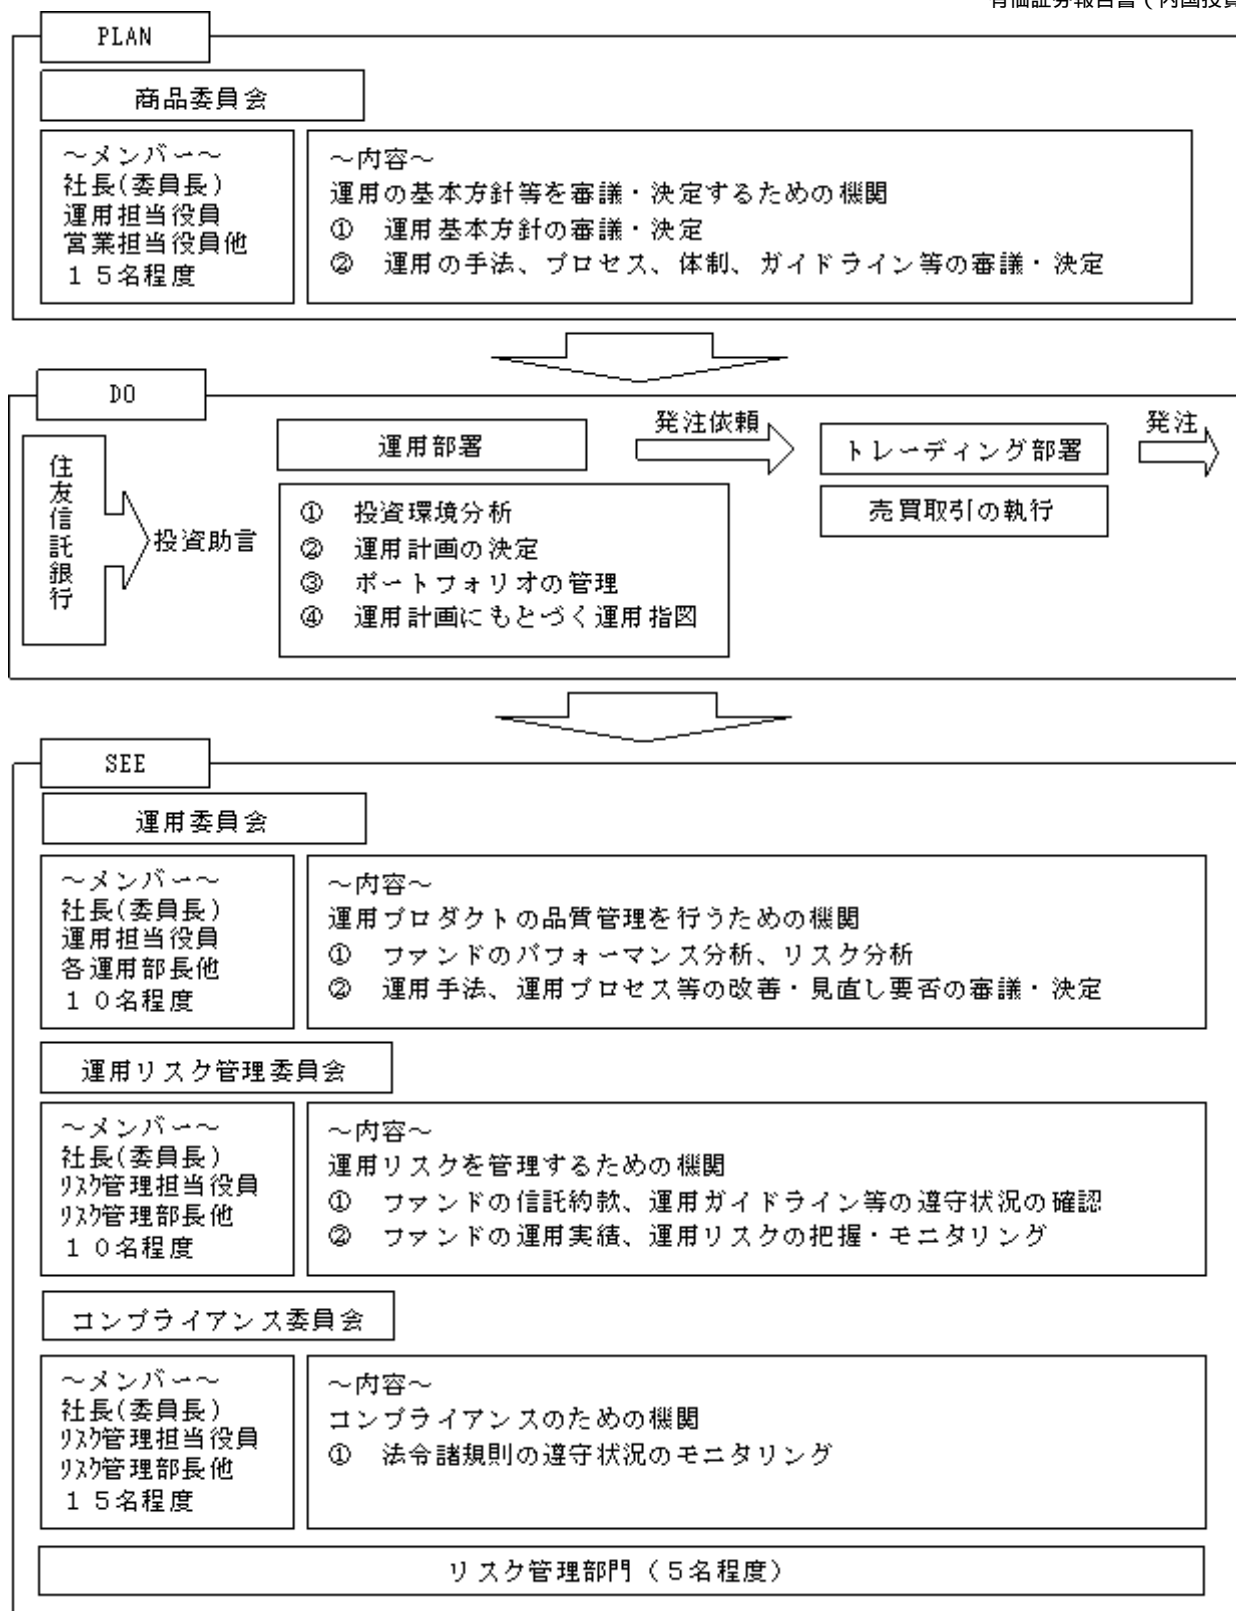 有価証券報告書(内国投資
PLAN
商品委員会
～メンバー～
社長(委員長)
運用担当役員
営業担当役員他
１５名程度
～内容～
運用の基本方針等を審議・決定するための機関
① 運用基本方針の審議・決定
② 運用の手法、プロセス、体制、ガイドライン等の審議・決定
DO
住友信託銀行
投資助言
運用部署
① 投資環境分析
② 運用計画の決定
③ ポートフォリオの管理
④ 運用計画にもとづく運用指図
発注依頼
トレーディング部署
売買取引の執行
発注
SEE
運用委員会
～メンバー～
社長(委員長)
運用担当役員
各運用部長他
１０名程度
～内容～
運用プロダクトの品質管理を行うための機関
① ファンドのパフォーマンス分析、リスク分析
② 運用手法、運用プロセス等の改善・見直し要否の審議・決定
運用リスク管理委員会
～メンバー～
社長(委員長)
ﾘｽｸ管理担当役員
ﾘｽｸ管理部長他
１０名程度
～内容～
運用リスクを管理するための機関
① ファンドの信託約款、運用ガイドライン等の遵守状況の確認
② ファンドの運用実績、運用リスクの把握・モニタリング
コンプライアンス委員会
～メンバー～
社長(委員長)
ﾘｽｸ管理担当役員
ﾘｽｸ管理部長他
１５名程度
～内容～
コンプライアンスのための機関
① 法令諸規則の遵守状況のモニタリング
リスク管理部門（５名程度）